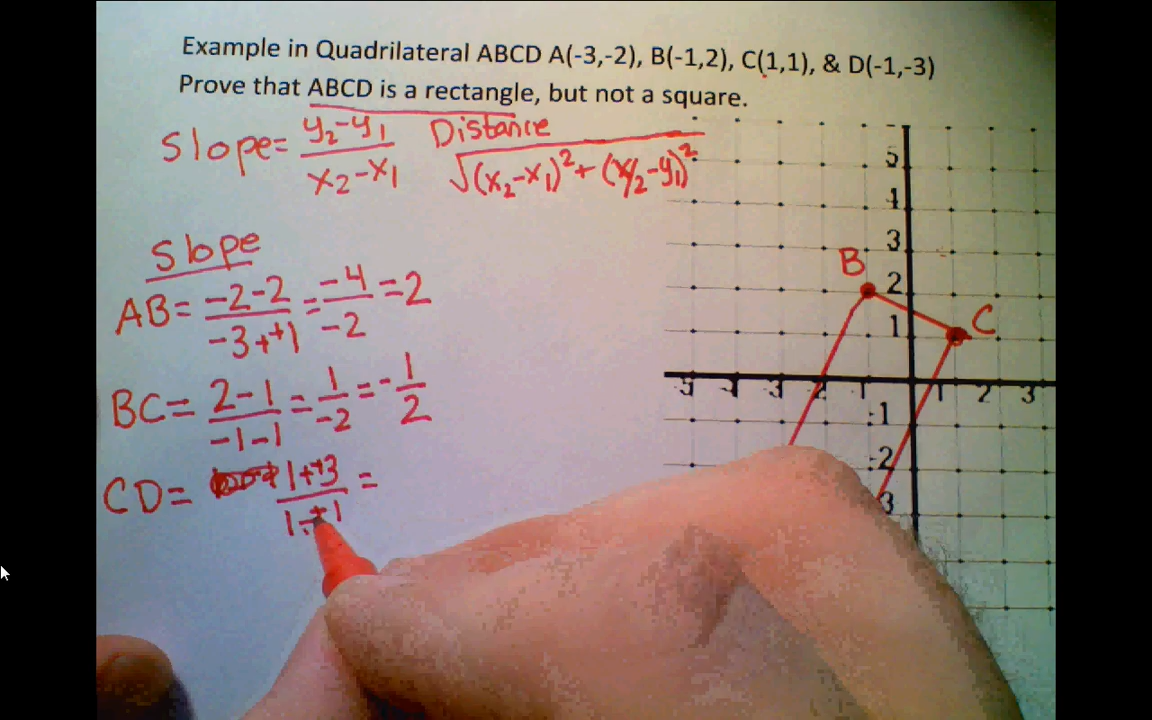 Example in Quadrilateral ABCD A(-3,-2), B(-1,2), C(1,1), & D(-1,-3)
Prove that ABCD is a rectangle, but not a square.
Slope= y₂-y₁ / x₂-x₁ Distance
√(x₂-x₁)²+(y₂-y₁)²
Slope
AB= -2-2 / -3++1 = -4 / -2 =2
BC= 2-1 / -1-1 = 1 / -2 = -1/2
CD= 1++3 / 1-+1 =
5
4
3
B 2
1 C
-3 -2 -1 1 2 3
-1
-2
3